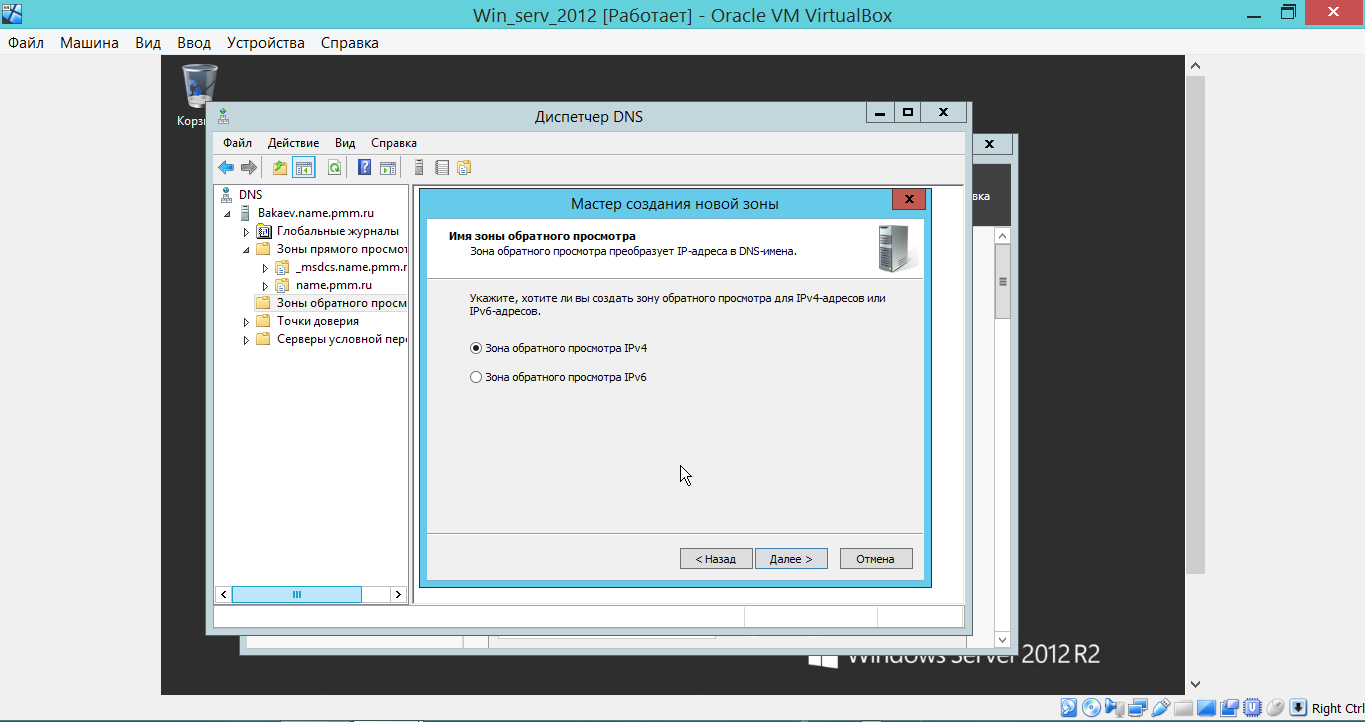 Win_serv_2012 [Работает] - Oracle VM VirtualBox
Файл Машина Вид Ввод Устройства Справка
Диспетчер DNS
Файл Действие Вид Справка
DNS
Bakaev.name.pmm.ru
Глобальные журналы
Зоны прямого просмот
_msdcs.name.pmm.r
name.pmm.ru
Зоны обратного просм
Точки доверия
Серверы условной пер
Мастер создания новой зоны
Имя зоны обратного просмотра
Зона обратного просмотра преобразует IP-адреса в DNS-имена.
Укажите, хотите ли вы создать зону обратного просмотра для IPv4-адресов или
IPv6-адресов.
Зона обратного просмотра IPv4
Зона обратного просмотра IPv6
< Назад Далее > Отмена
вка
Windows Server 2012 R2
Right Ctrl